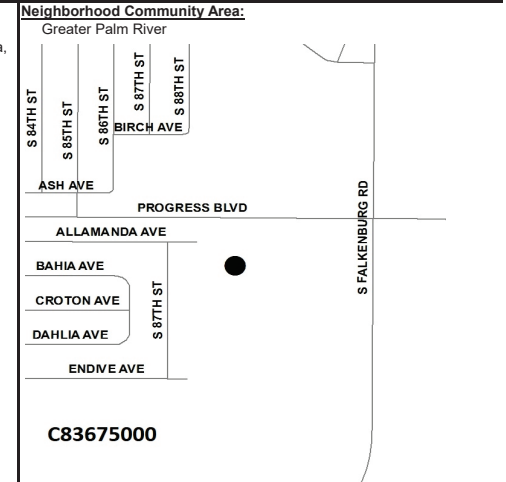 Neighborhood Community Area:
Greater Palm River
a,
S 84TH ST
S 85TH ST
S 86TH ST
S 87TH ST
S 88TH ST
BIRCH AVE
ASH AVE
PROGRESS BLVD
S FALKENBURG RD
ALLAMANDA AVE
BAHIA AVE
CROTON AVE
S 87TH ST
DAHLIA AVE
ENDIVE AVE
C83675000